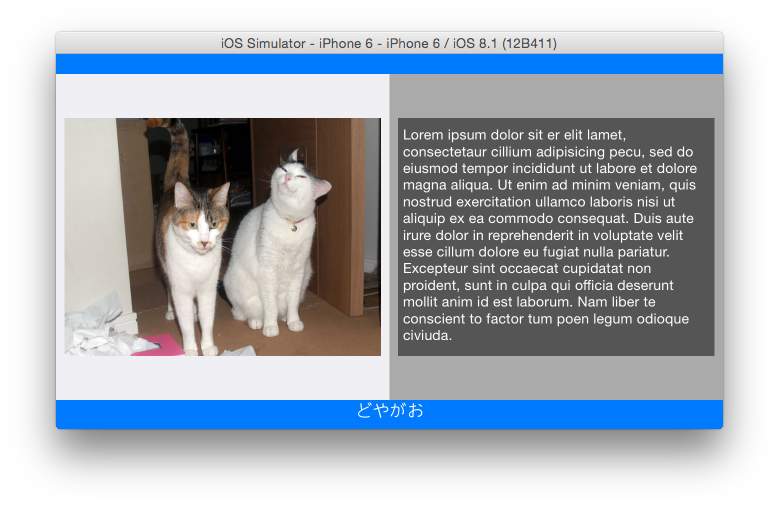 iOS Simulator - iPhone 6 - iPhone 6 / iOS 8.1 (12B411)
Lorem ipsum dolor sit er elit lamet,
consectetaur cillium adipisicing pecu, sed do
eiusmod tempor incididunt ut labore et dolore
magna aliqua. Ut enim ad minim veniam, quis
nostrud exercitation ullamco laboris nisi ut
aliquip ex ea commodo consequat. Duis aute
irure dolor in reprehenderit in voluptate velit
esse cillum dolore eu fugiat nulla pariatur.
Excepteur sint occaecat cupidatat non
proident, sunt in culpa qui officia deserunt
mollit anim id est laborum. Nam liber te
conscient to factor tum poen legum odioque
civiuda.
どやがお